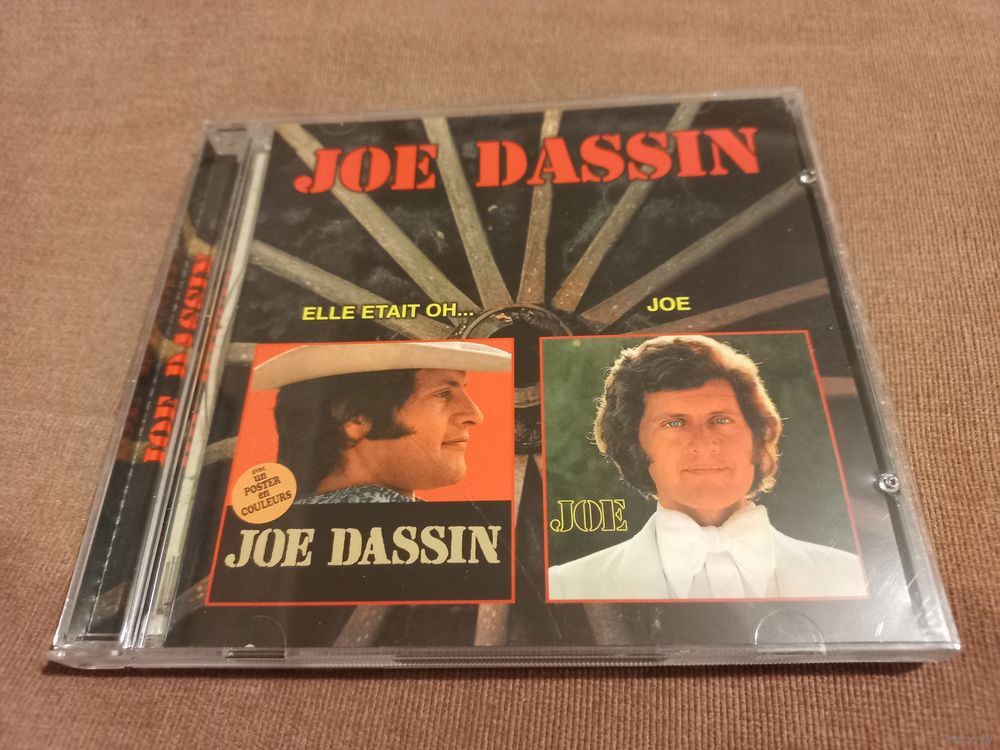 JOE DASSIN
JOE DASSIN
ELLE ETAIT OH...
JOE
avec
un
POSTER
en
COULEURS
JOE DASSIN
JOE